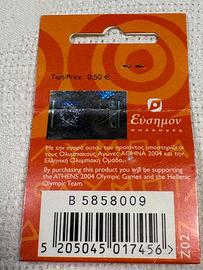 Τιμή/Price: 9,50 €
Εύσημον
συλλογές
Με την αγορά αυτού του προϊόντος υποστηρίζετε
τους Ολυμπιακούς Αγώνες ΑΘΗΝΑ 2004 και την
Ελληνική Ολυμπιακή Ομάδα.
By purchasing this product you will be supporting
the ATHENS 2004 Olympic Games and the Hellenic
Olympic Team.
B 5858009
Z02
5 205045 017456